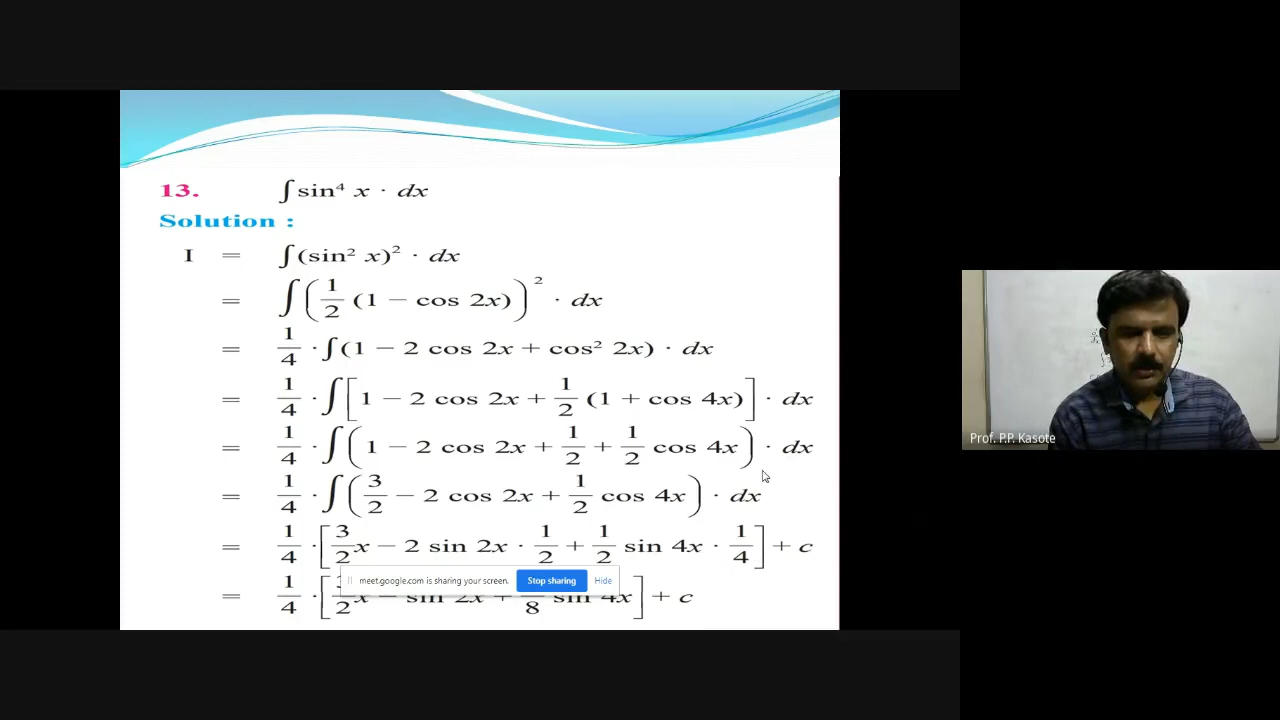 13. ∫ sin⁴ x · dx
Solution :
I = ∫ (sin² x)² · dx
= ∫ ( 1/2 (1 − cos 2x) )² · dx
= 1/4 · ∫ (1 − 2 cos 2x + cos² 2x) · dx
= 1/4 · ∫ [ 1 − 2 cos 2x + 1/2 (1 + cos 4x) ] · dx
= 1/4 · ∫ ( 1 − 2 cos 2x + 1/2 + 1/2 cos 4x ) · dx
= 1/4 · ∫ ( 3/2 − 2 cos 2x + 1/2 cos 4x ) · dx
= 1/4 · [ 3/2 x − 2 sin 2x · 1/2 + 1/2 sin 4x · 1/4 ] + c
meet.google.com is sharing your screen. Stop sharing Hide
= 1/4 · [ 3/2 x − sin 2x + /8 sin 4x ] + c
Prof. P.P. Kasote